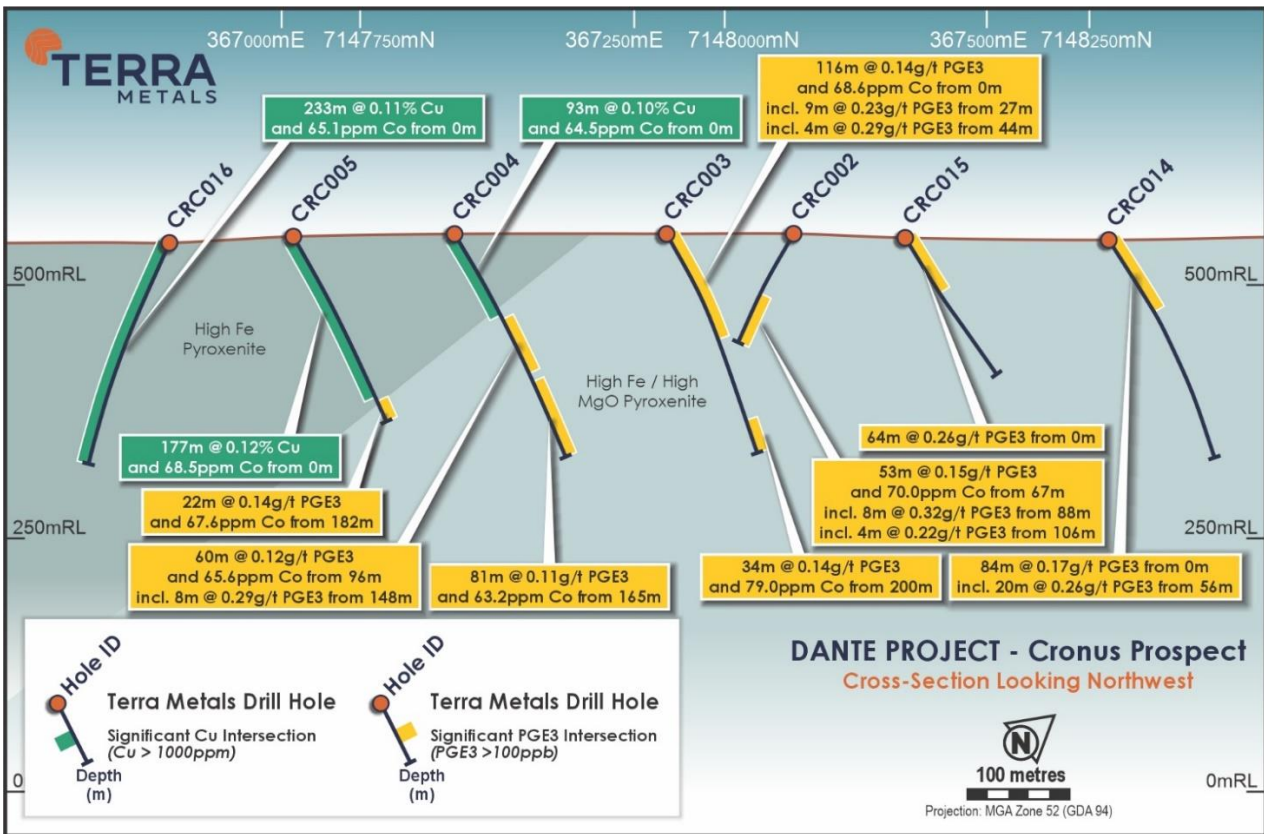 367000mE 7147750mN 367250mE 7148000mN 367500mE 7148250mN
TERRA
METALS
233m @ 0.11% Cu
and 65.1ppm Co from 0m
93m @ 0.10% Cu
and 64.5ppm Co from 0m
116m @ 0.14g/t PGE3
and 68.6ppm Co from 0m
incl. 9m @ 0.23g/t PGE3 from 27m
incl. 4m @ 0.29g/t PGE3 from 44m
CRC016
CRC005
CRC004
CRC003
CRC002
CRC015
CRC014
500mRL
500mRL
High Fe
Pyroxenite
High Fe / High
MgO Pyroxenite
177m @ 0.12% Cu
and 68.5ppm Co from 0m
22m @ 0.14g/t PGE3
and 67.6ppm Co from 182m
60m @ 0.12g/t PGE3
and 65.6ppm Co from 96m
incl. 8m @ 0.29g/t PGE3 from 148m
81m @ 0.11g/t PGE3
and 63.2ppm Co from 165m
64m @ 0.26g/t PGE3 from 0m
53m @ 0.15g/t PGE3
and 70.0ppm Co from 67m
incl. 8m @ 0.32g/t PGE3 from 88m
incl. 4m @ 0.22g/t PGE3 from 106m
34m @ 0.14g/t PGE3
and 79.0ppm Co from 200m
84m @ 0.17g/t PGE3 from 0m
incl. 20m @ 0.26g/t PGE3 from 56m
250mRL
250mRL
Hole ID
Terra Metals Drill Hole
Significant Cu Intersection
(Cu > 1000ppm)
Depth
(m)
Hole ID
Terra Metals Drill Hole
Significant PGE3 Intersection
(PGE3 >100ppb)
Depth
(m)
DANTE PROJECT - Cronus Prospect
Cross-Section Looking Northwest
N
100 metres
Projection: MGA Zone 52 (GDA 94)
0
0mRL